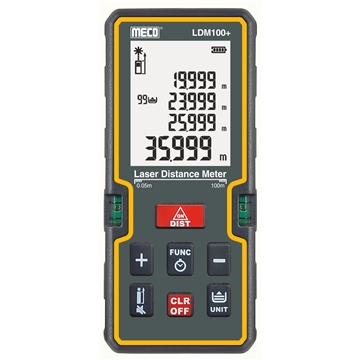 MECO LDM100+
19.999 m
99 23.999 m
25.999 m
35.999 m
Laser Distance Meter
0.05m 100m
ON
DIST
+ FUNC −
CLR
OFF
UNIT